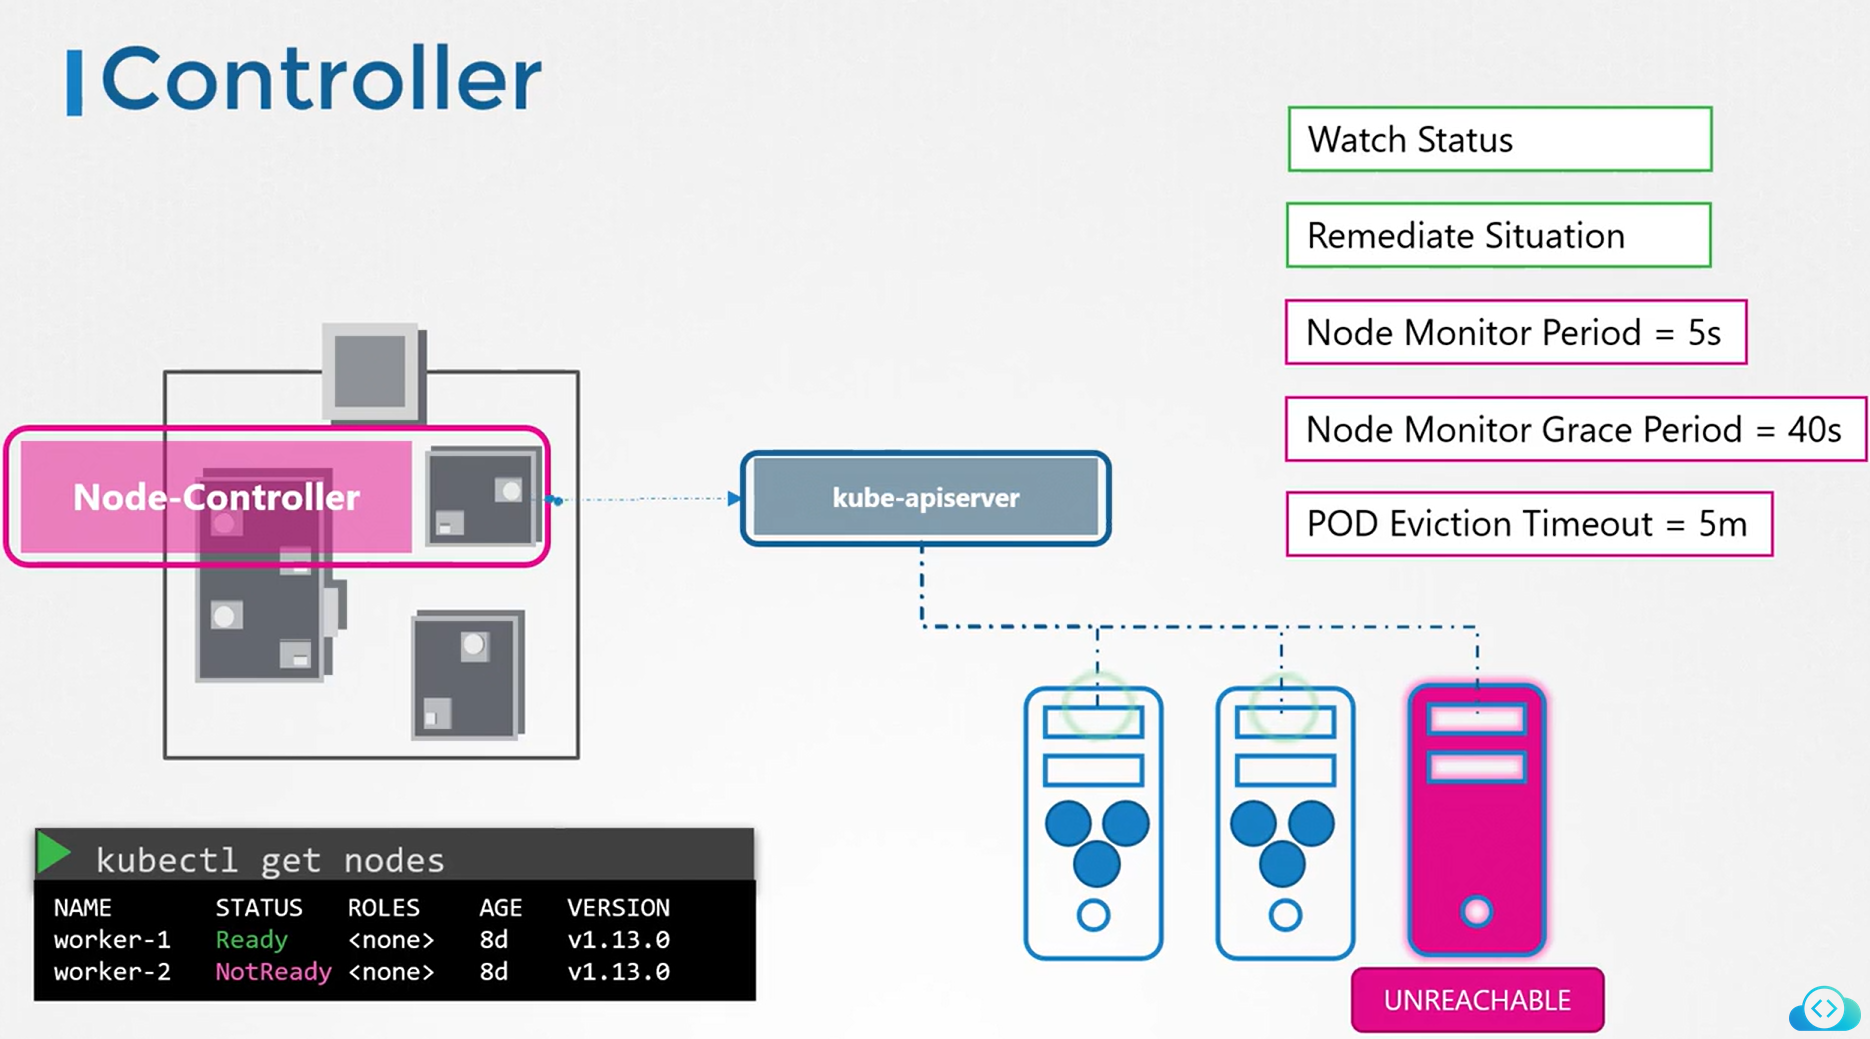 Controller
Watch Status
Remediate Situation
Node Monitor Period = 5s
Node Monitor Grace Period = 40s
POD Eviction Timeout = 5m
Node-Controller
kube-apiserver
kubectl get nodes
NAME STATUS ROLES AGE VERSION
worker-1 Ready <none> 8d v1.13.0
worker-2 NotReady <none> 8d v1.13.0
UNREACHABLE